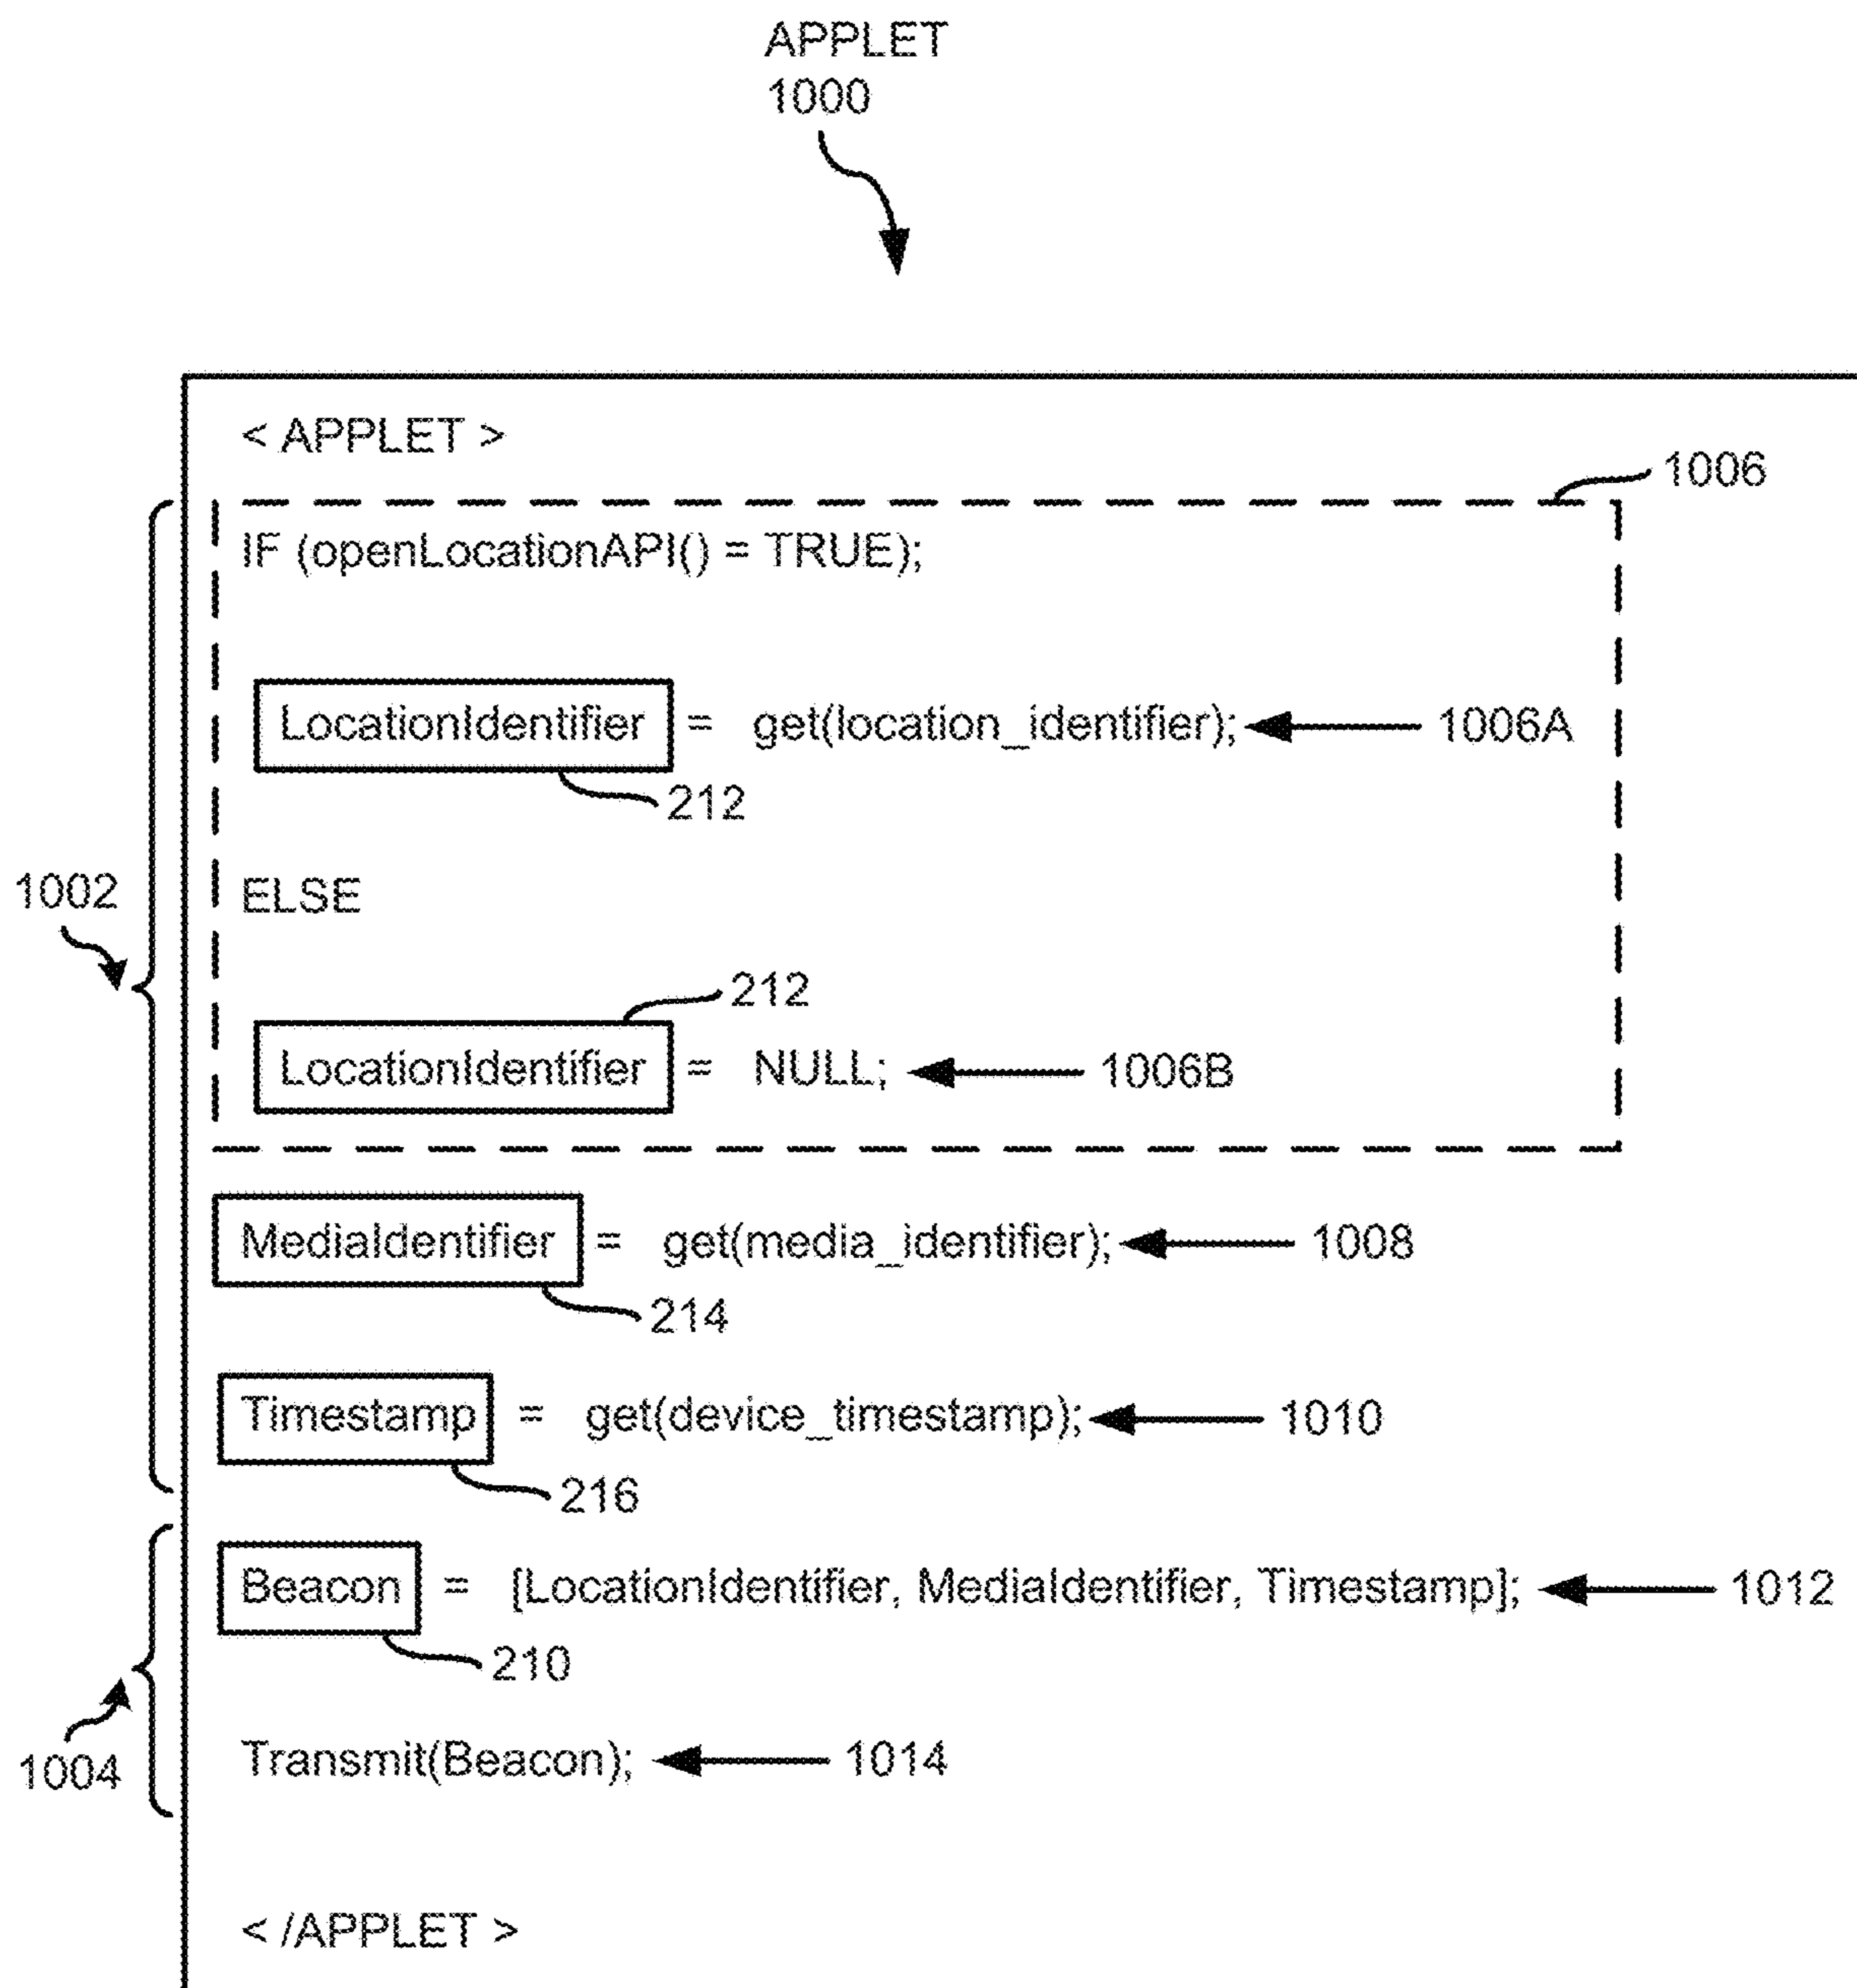 APPLET
1000
< APPLET >
1006
IF (openLocationAPI() = TRUE);
LocationIdentifier = get(location_identifier); 1006A
212
1002
ELSE
212
LocationIdentifier = NULL; 1006B
MediaIdentifier = get(media_identifier); 1008
214
Timestamp = get(device_timestamp); 1010
216
Beacon = [LocationIdentifier, MediaIdentifier, Timestamp]; 1012
210
1004
Transmit(Beacon); 1014
< /APPLET >